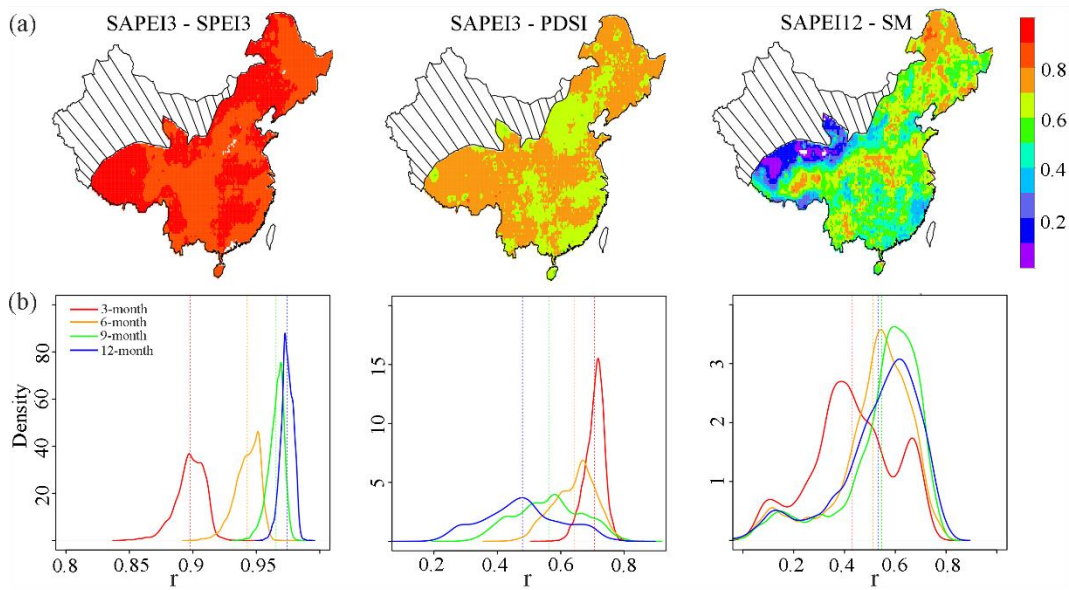 (a)
SAPEI3 - SPEI3
SAPEI3 - PDSI
SAPEI12 - SM
0.8
0.6
0.4
0.2
(b)
3-month
6-month
9-month
12-month
Density
80
60
40
20
0.8
0.85
0.9
0.95
r
15
10
5
0.2
0.4
0.6
0.8
r
3
2
1
0.2
0.4
0.6
0.8
r